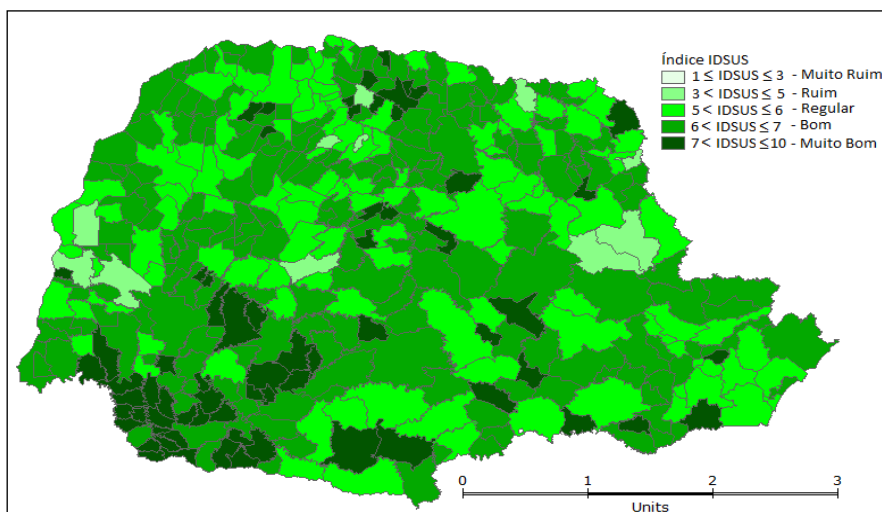 Índice IDSUS
1 ≤ IDSUS ≤ 3 - Muito Ruim
3 < IDSUS ≤ 5 - Ruim
5 < IDSUS ≤ 6 - Regular
6 < IDSUS ≤ 7 - Bom
7 < IDSUS ≤ 10 - Muito Bom
0 1 2 3
Units